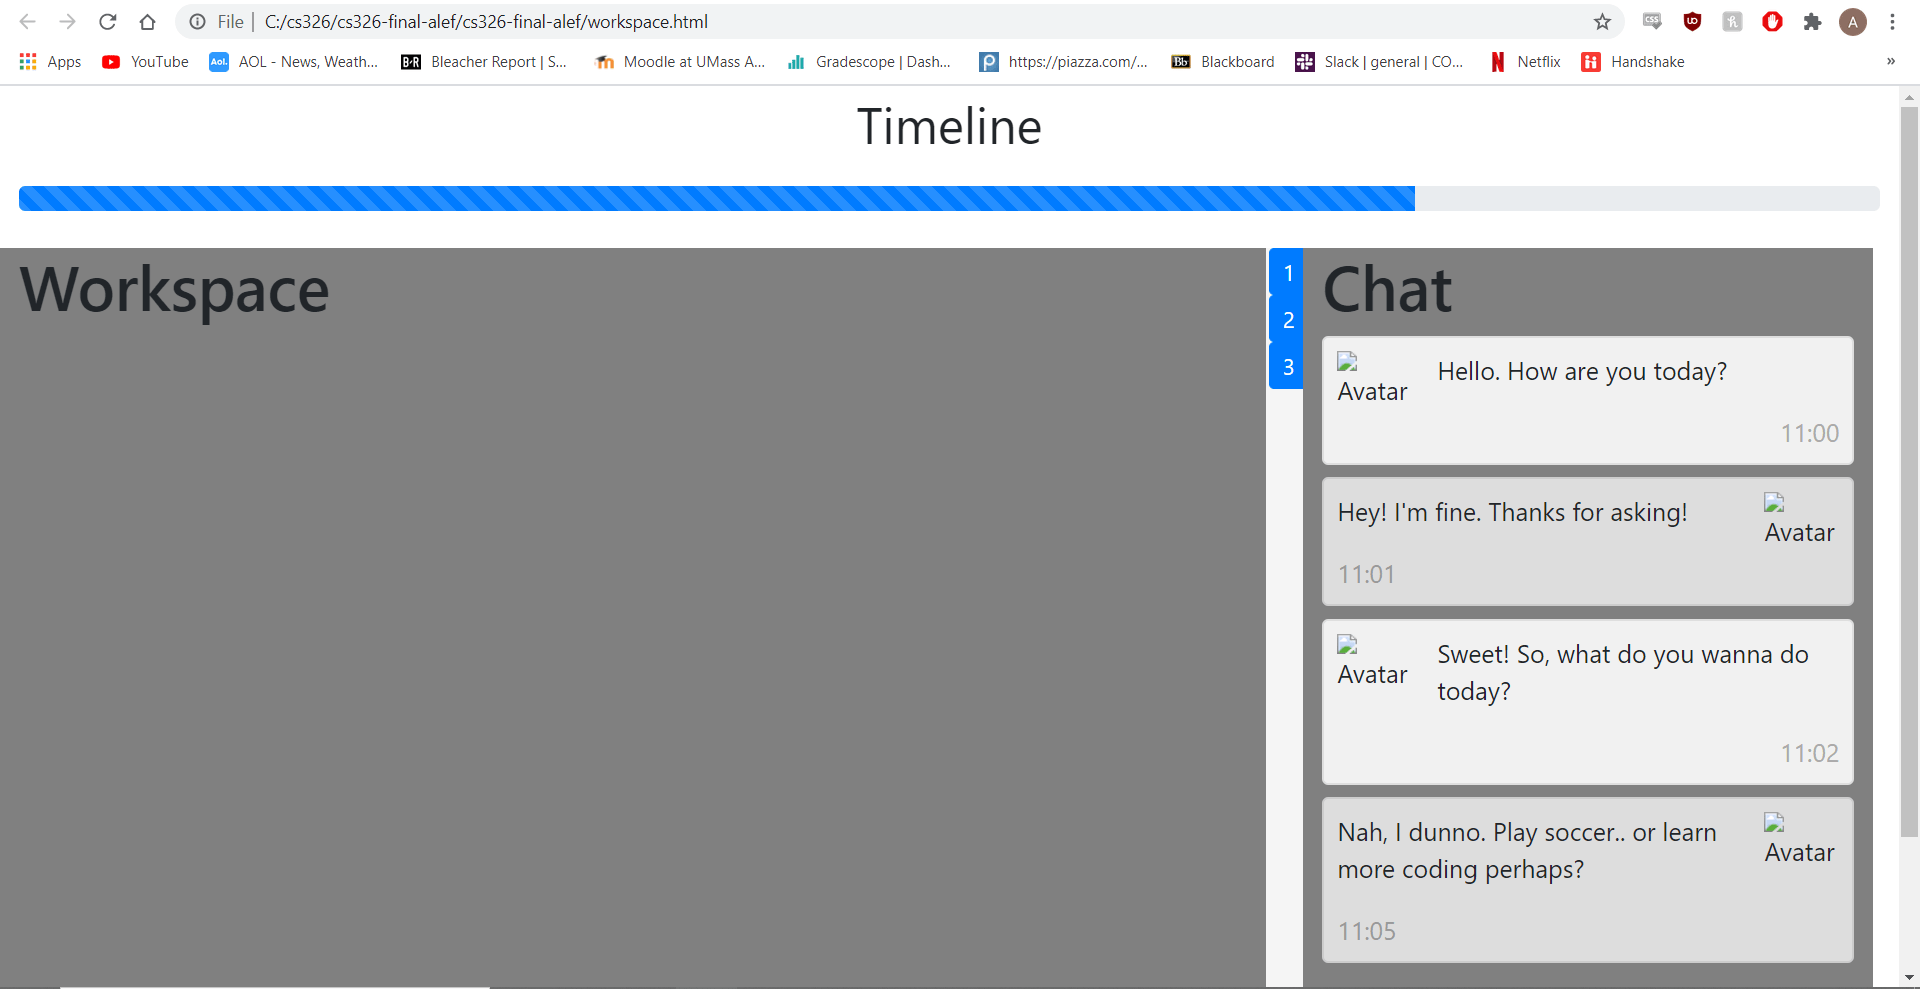 File | C:/cs326/cs326-final-alef/cs326-final-alef/workspace.html
CSS
UD
A
Apps
YouTube
Aol.
AOL - News, Weath...
B/R
Bleacher Report | S...
Moodle at UMass A...
Gradescope | Dash...
https://piazza.com/...
Bb
Blackboard
Slack | general | CO...
Netflix
Handshake
»
Timeline
Workspace
1
2
3
Chat
Avatar
Hello. How are you today?
11:00
Hey! I'm fine. Thanks for asking!
Avatar
11:01
Avatar
Sweet! So, what do you wanna do
today?
11:02
Nah, I dunno. Play soccer.. or learn
more coding perhaps?
Avatar
11:05